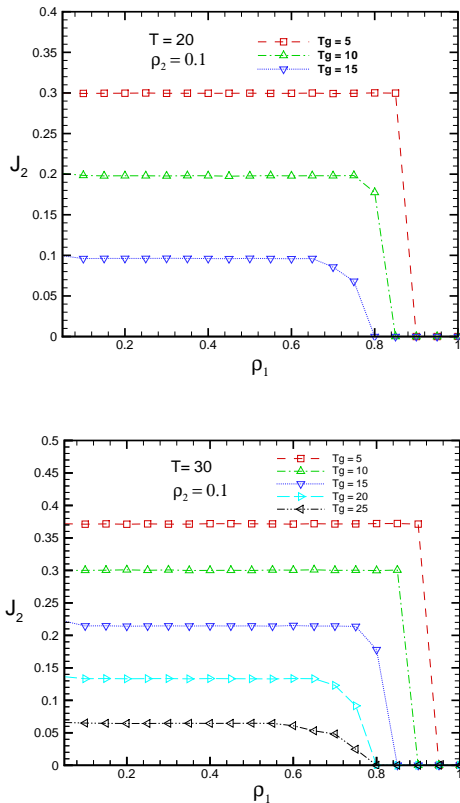 0.4
T = 20
Tg = 5
ρ2 = 0.1
Tg = 10
Tg = 15
0.35
0.3
0.25
J2
0.2
0.15
0.1
0.05
0
0.2
0.4
0.6
0.8
1
ρ1
0.5
T= 30
Tg = 5
ρ2 = 0.1
Tg = 10
Tg = 15
Tg = 20
Tg = 25
0.45
0.4
0.35
0.3
0.25
J2
0.2
0.15
0.1
0.05
0
0.2
0.4
0.6
0.8
1
ρ1